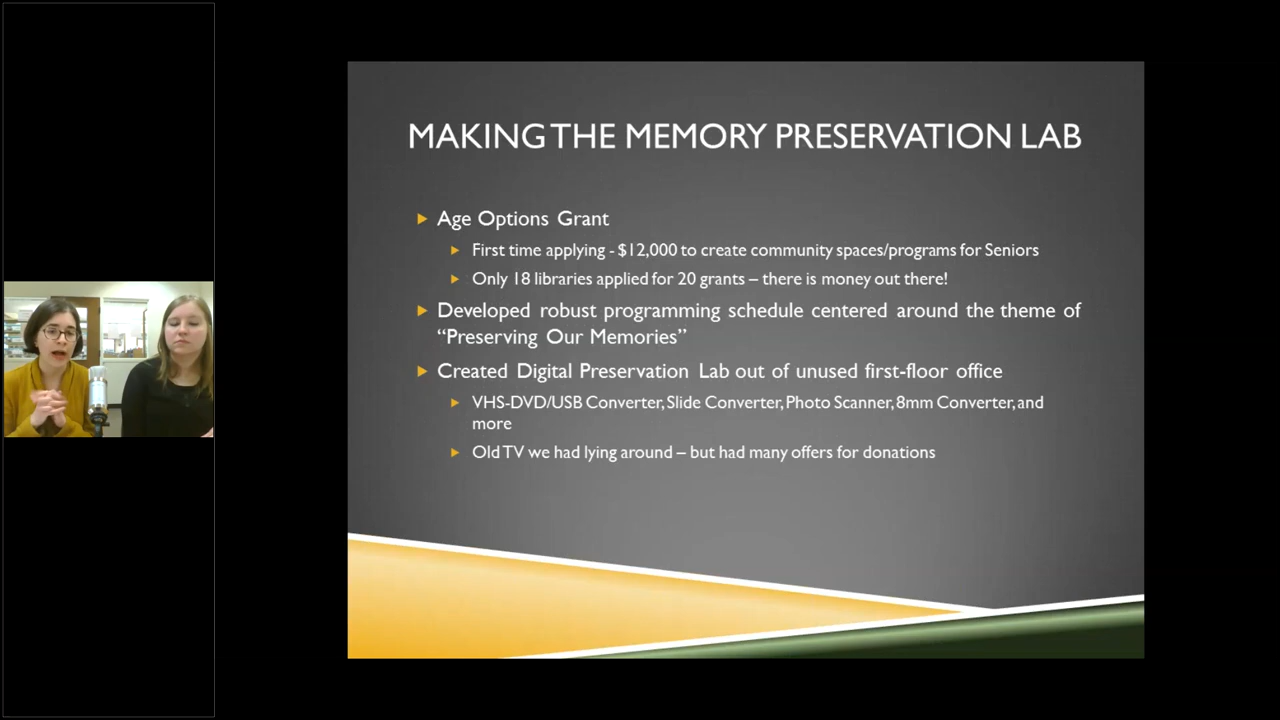 MAKING THE MEMORY PRESERVATION LAB
Age Options Grant
First time applying - $12,000 to create community spaces/programs for Seniors
Only 18 libraries applied for 20 grants – there is money out there!
Developed robust programming schedule centered around the theme of
“Preserving Our Memories”
Created Digital Preservation Lab out of unused first-floor office
VHS-DVD/USB Converter, Slide Converter, Photo Scanner, 8mm Converter, and
more
Old TV we had lying around – but had many offers for donations